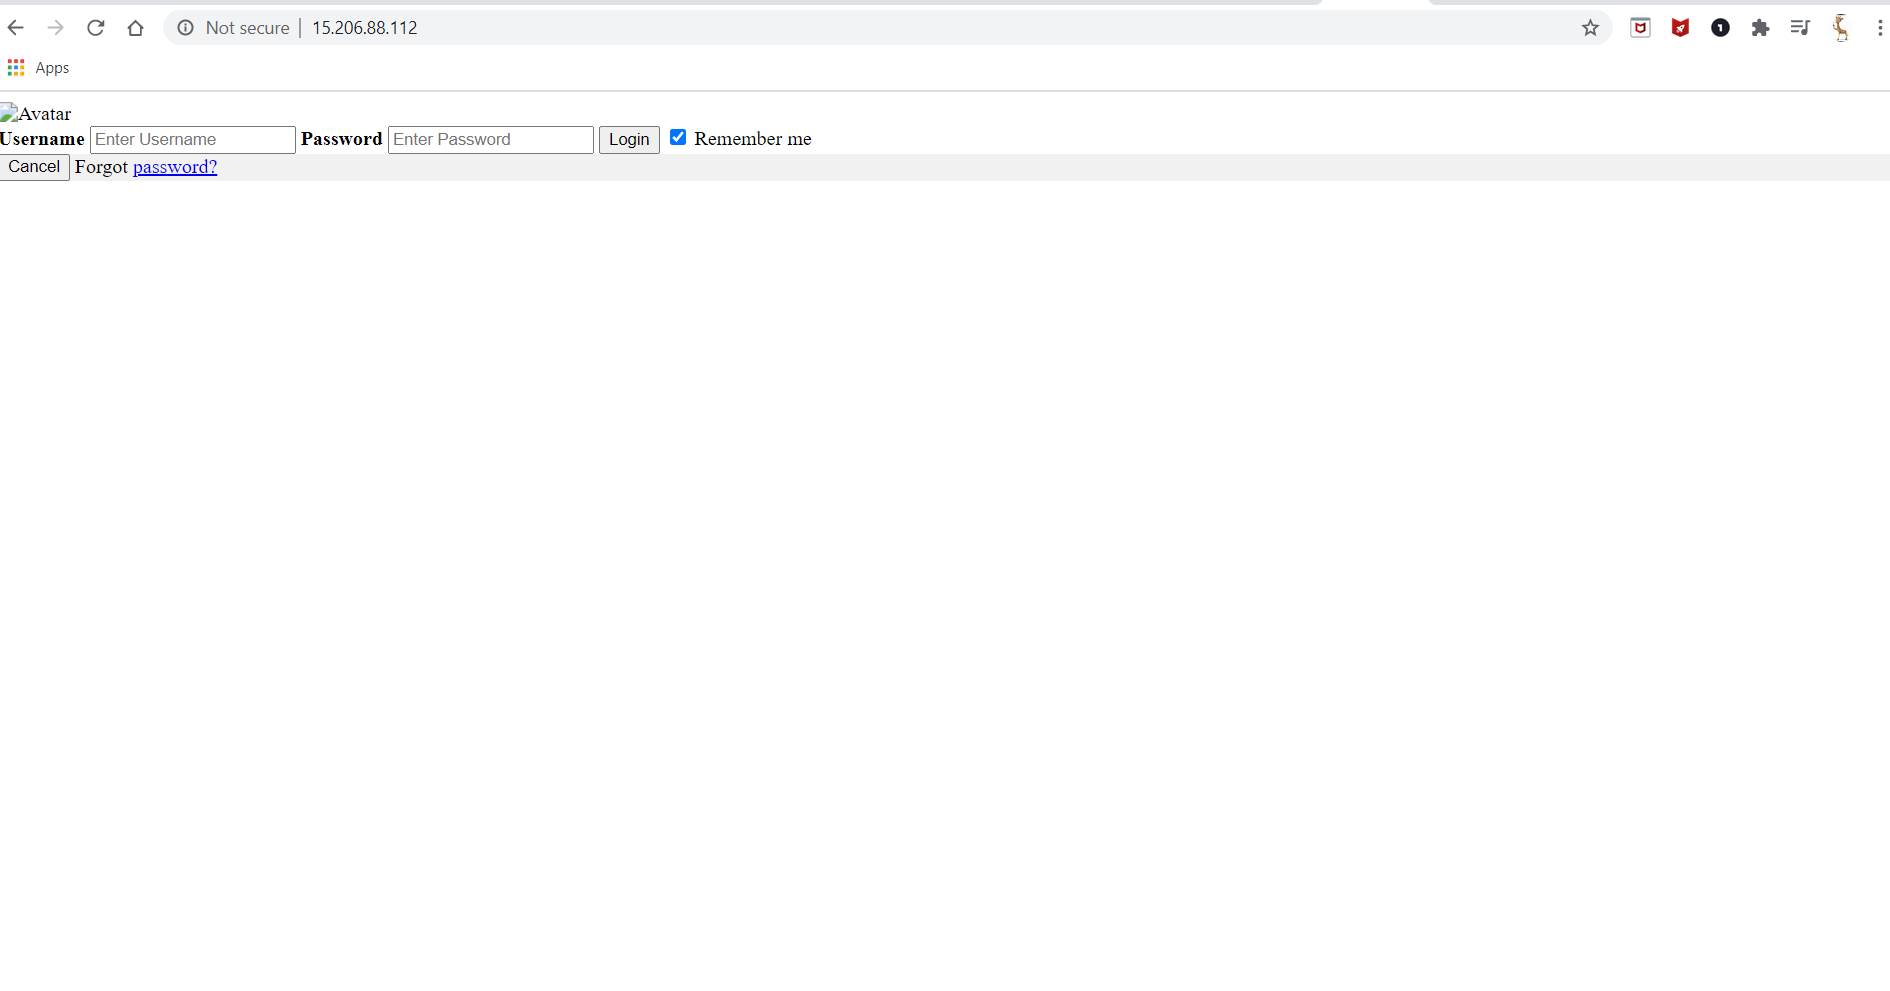 Not secure | 15.206.88.112
Apps
Avatar
Username Enter Username Password Enter Password Login Remember me
Cancel Forgot password?